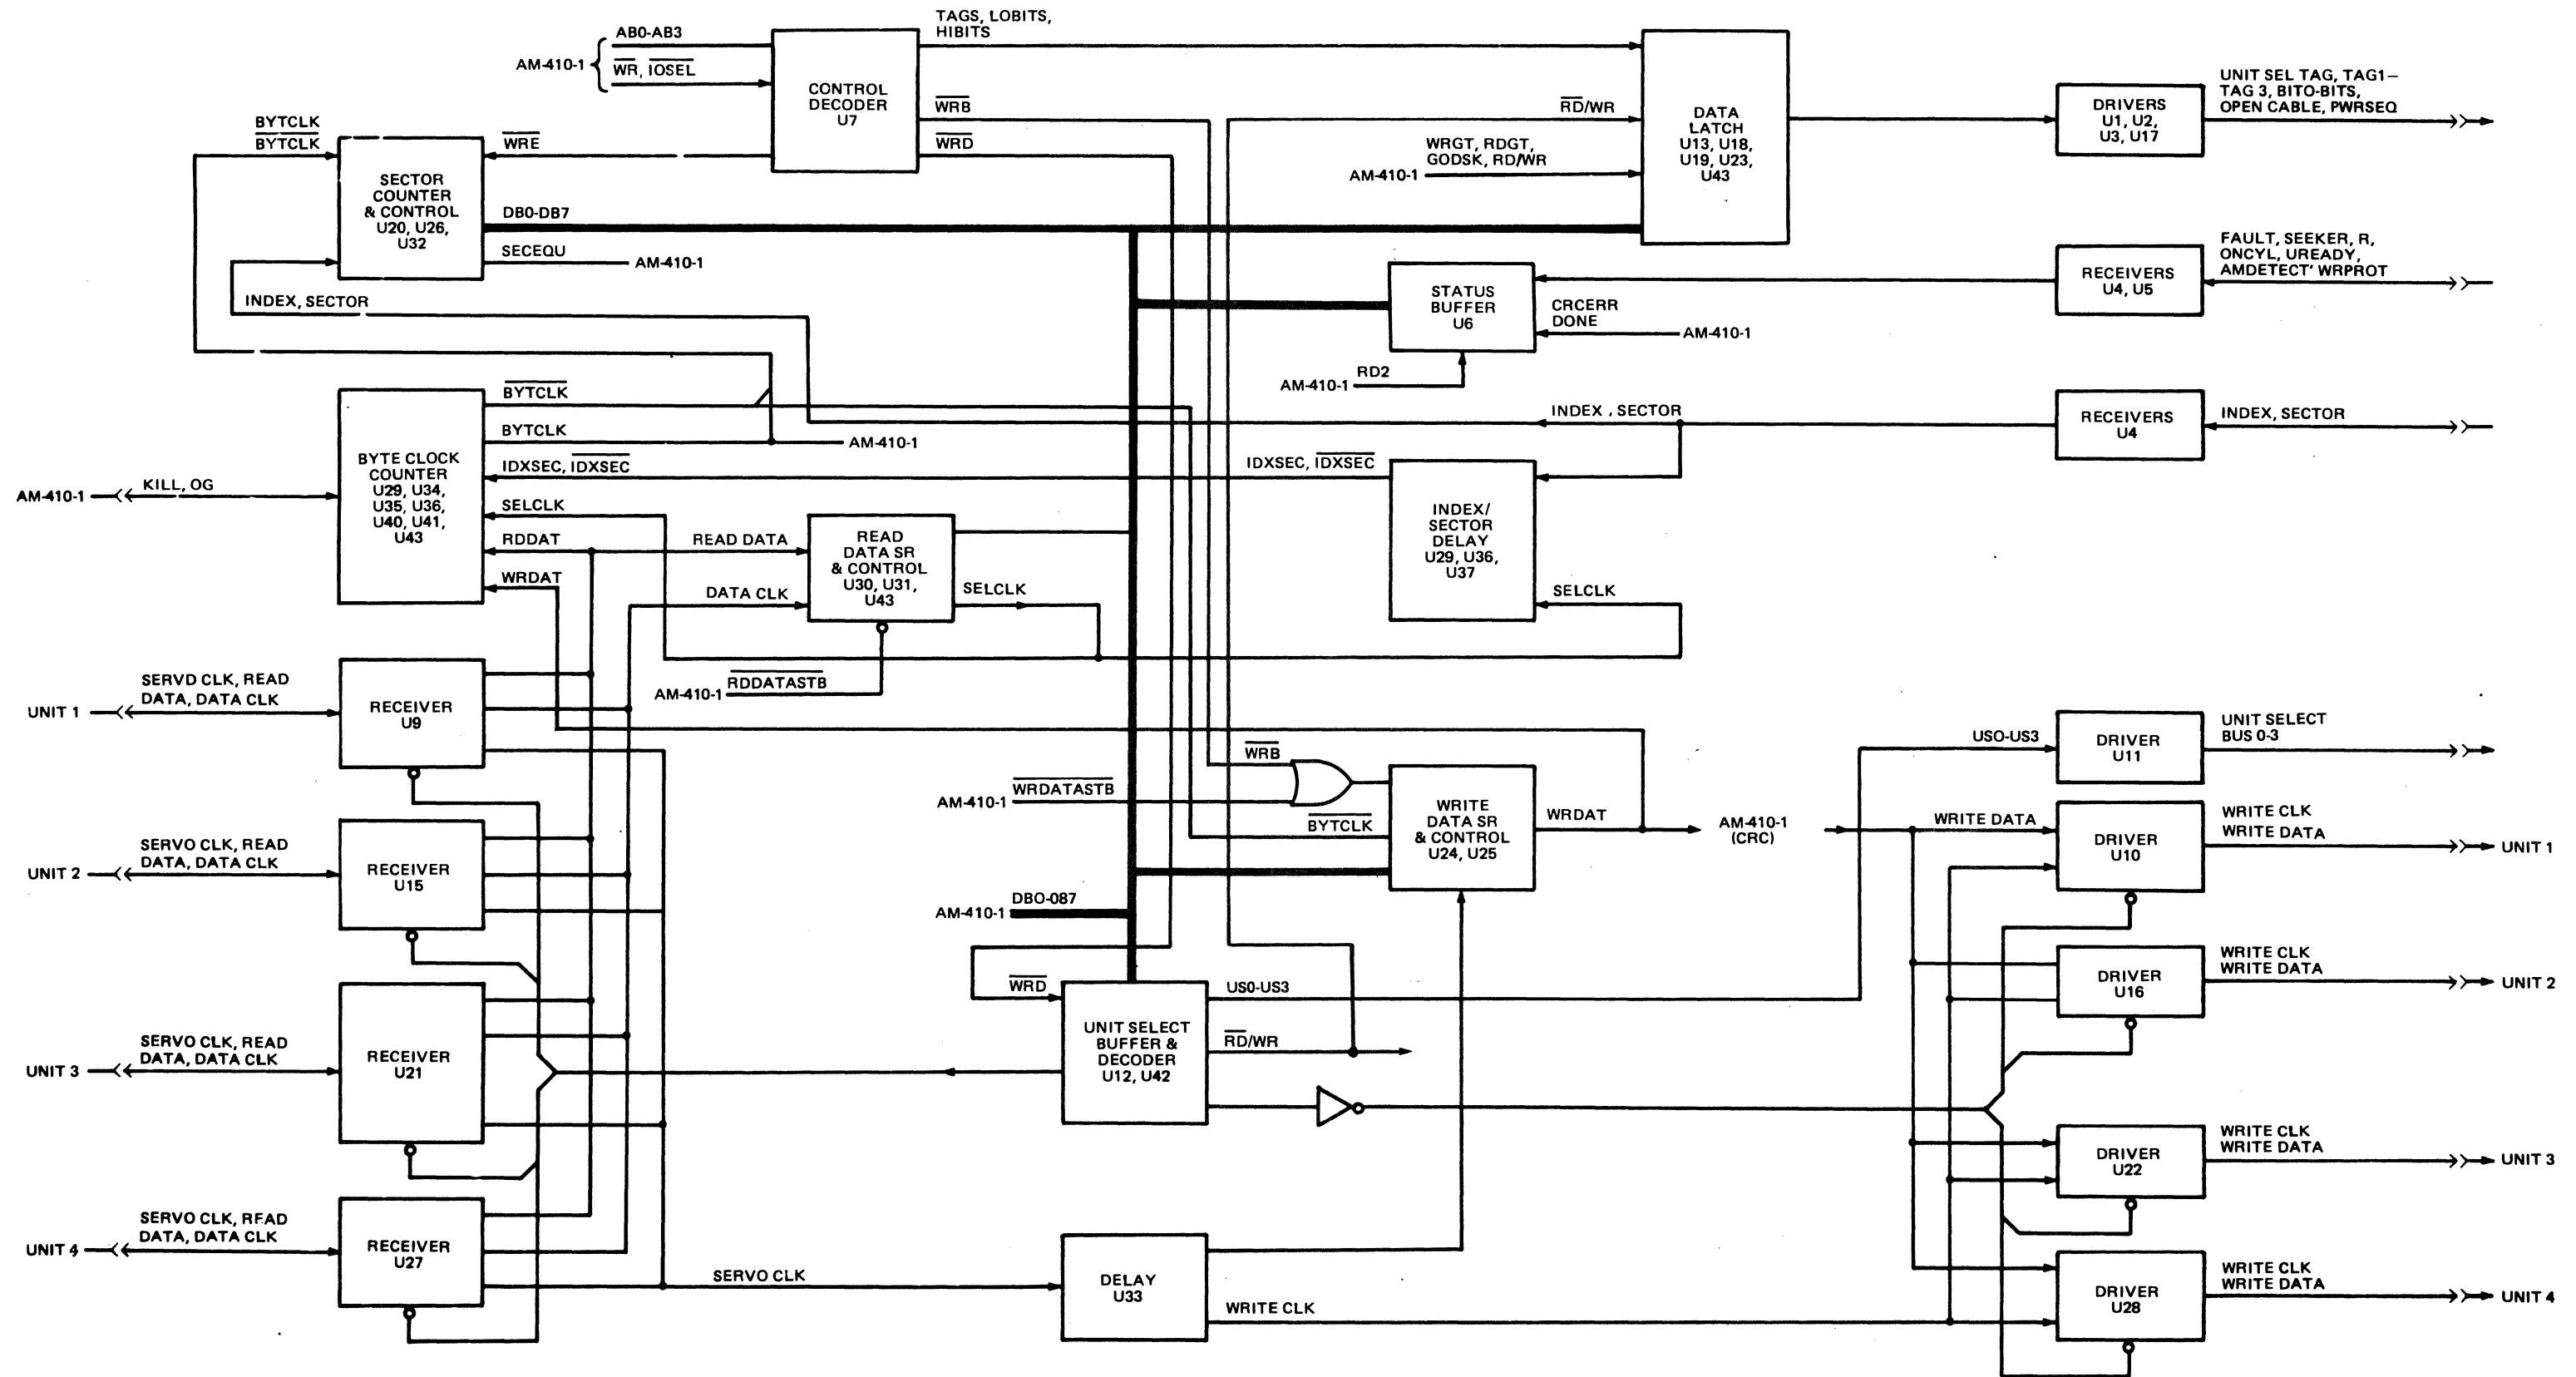 TAGS, LOBITS,
HIBITS
AB0-AB3
AM-410-1
WR, IOSEL
CONTROL
DECODER
U7
WRB
WRD
WRE
BYTCLK
BYTCLK
SECTOR
COUNTER
& CONTROL
U20, U26,
U32
DB0-DB7
SECEQU
AM-410-1
INDEX, SECTOR
RD/WR
WRGT, RDGT,
GODSK, RD/WR
AM-410-1
DATA
LATCH
U13, U18,
U19, U23,
U43
DRIVERS
U1, U2,
U3, U17
UNIT SEL TAG, TAG1–
TAG 3, BITO-BITS,
OPEN CABLE, PWRSEQ
STATUS
BUFFER
U6
CRCERR
DONE
AM-410-1
RD2
AM-410-1
RECEIVERS
U4, U5
FAULT, SEEKER, R,
ONCYL, UREADY,
AMDETECT' WRPROT
RECEIVERS
U4
INDEX, SECTOR
INDEX , SECTOR
AM-410-1
KILL, OG
BYTE CLOCK
COUNTER
U29, U34,
U35, U36,
U40, U41,
U43
BYTCLK
BYTCLK
AM-410-1
IDXSEC, IDXSEC
SELCLK
RDDAT
WRDAT
READ DATA
DATA CLK
READ
DATA SR
& CONTROL
U30, U31,
U43
SELCLK
AM-410-1
RDDATASTB
IDXSEC, IDXSEC
INDEX/
SECTOR
DELAY
U29, U36,
U37
SELCLK
UNIT 1
SERVD CLK, READ
DATA, DATA CLK
RECEIVER
U9
UNIT 2
SERVO CLK, READ
DATA, DATA CLK
RECEIVER
U15
UNIT 3
SERVO CLK, READ
DATA, DATA CLK
RECEIVER
U21
UNIT 4
SERVO CLK, READ
DATA, DATA CLK
RECEIVER
U27
WRB
AM-410-1
WRDATASTB
BYTCLK
WRITE
DATA SR
& CONTROL
U24, U25
WRDAT
AM-410-1
(CRC)
DBO-087
AM-410-1
WRD
UNIT SELECT
BUFFER &
DECODER
U12, U42
US0-US3
RD/WR
SERVO CLK
DELAY
U33
WRITE CLK
USO-US3
DRIVER
U11
UNIT SELECT
BUS 0-3
WRITE DATA
DRIVER
U10
WRITE CLK
WRITE DATA
UNIT 1
DRIVER
U16
WRITE CLK
WRITE DATA
UNIT 2
DRIVER
U22
WRITE CLK
WRITE DATA
UNIT 3
DRIVER
U28
WRITE CLK
WRITE DATA
UNIT 4